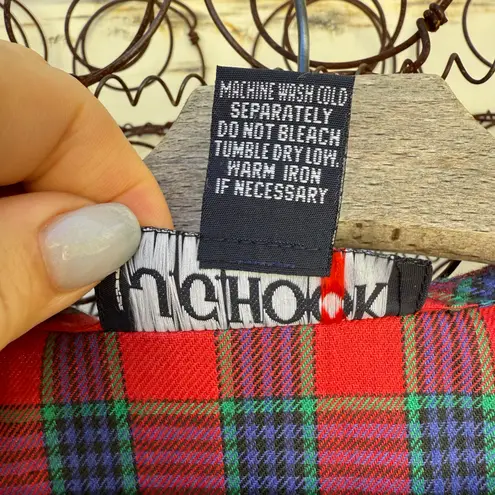 MACHINE WASH COLD
SEPARATELY
DO NOT BLEACH
TUMBLE DRY LOW.
WARM IRON
IF NECESSARY